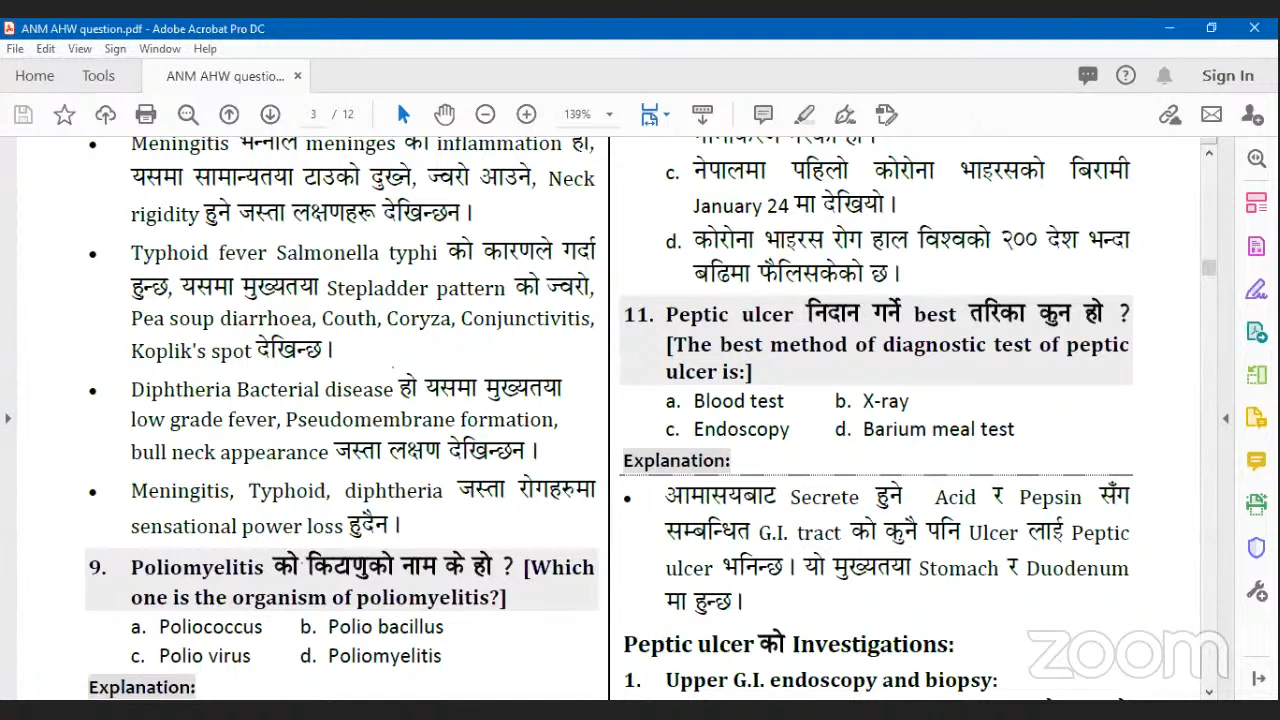 ANM AHW question.pdf - Adobe Acrobat Pro DC
File Edit View Sign Window Help
Home Tools ANM AHW questio... × Sign In
3 / 12 139%
Meningitis भन्नाले meninges को inflammation हो,
यसमा सामान्यतया टाउको दुख्ने, ज्वरो आउने, Neck
rigidity हुने जस्ता लक्षणहरू देखिन्छन ।
• Typhoid fever Salmonella typhi को कारणले गर्दा
हुन्छ, यसमा मुख्यतया Stepladder pattern को ज्वरो,
Pea soup diarrhoea, Couth, Coryza, Conjunctivitis,
Koplik's spot देखिन्छ ।
• Diphtheria Bacterial disease हो यसमा मुख्यतया
low grade fever, Pseudomembrane formation,
bull neck appearance जस्ता लक्षण देखिन्छन ।
• Meningitis, Typhoid, diphtheria जस्ता रोगहरुमा
sensational power loss हुदैन ।
9. Poliomyelitis को किटाणुको नाम के हो ? [Which
one is the organism of poliomyelitis?]
a. Poliococcus b. Polio bacillus
c. Polio virus d. Poliomyelitis
Explanation:
c. नेपालमा पहिलो कोरोना भाइरसको बिरामी
January 24 मा देखियो ।
d. कोरोना भाइरस रोग हाल विश्वको २०० देश भन्दा
बढिमा फैलिसकेको छ ।
11. Peptic ulcer निदान गर्ने best तरिका कुन हो ?
[The best method of diagnostic test of peptic
ulcer is:]
a. Blood test b. X-ray
c. Endoscopy d. Barium meal test
Explanation:
• आमासयबाट Secrete हुने Acid र Pepsin सँग
सम्बन्धित G.I. tract को कुनै पनि Ulcer लाई Peptic
ulcer भनिन्छ । यो मुख्यतया Stomach र Duodenum
मा हुन्छ ।
Peptic ulcer को Investigations:
1. Upper G.I. endoscopy and biopsy:
zoom